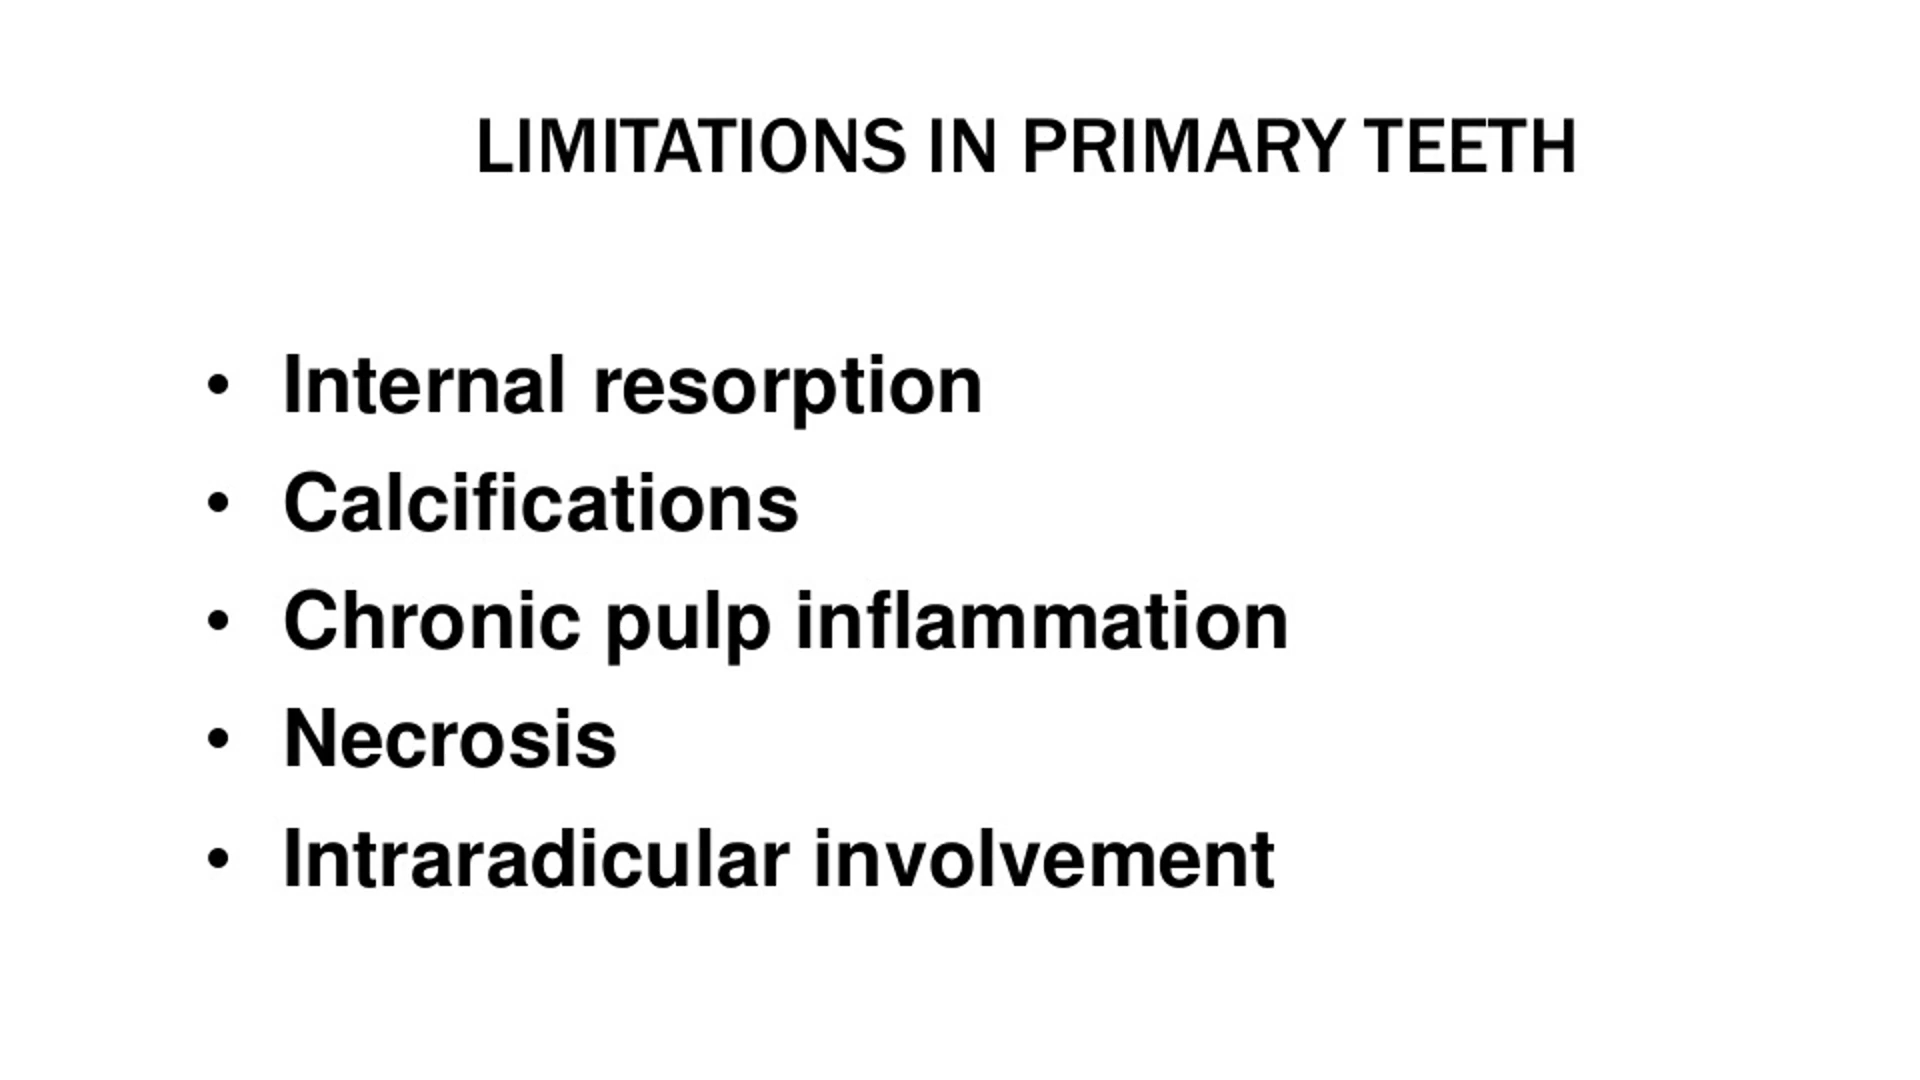 LIMITATIONS IN PRIMARY TEETH
• Internal resorption
• Calcifications
• Chronic pulp inflammation
• Necrosis
• Intraradicular involvement